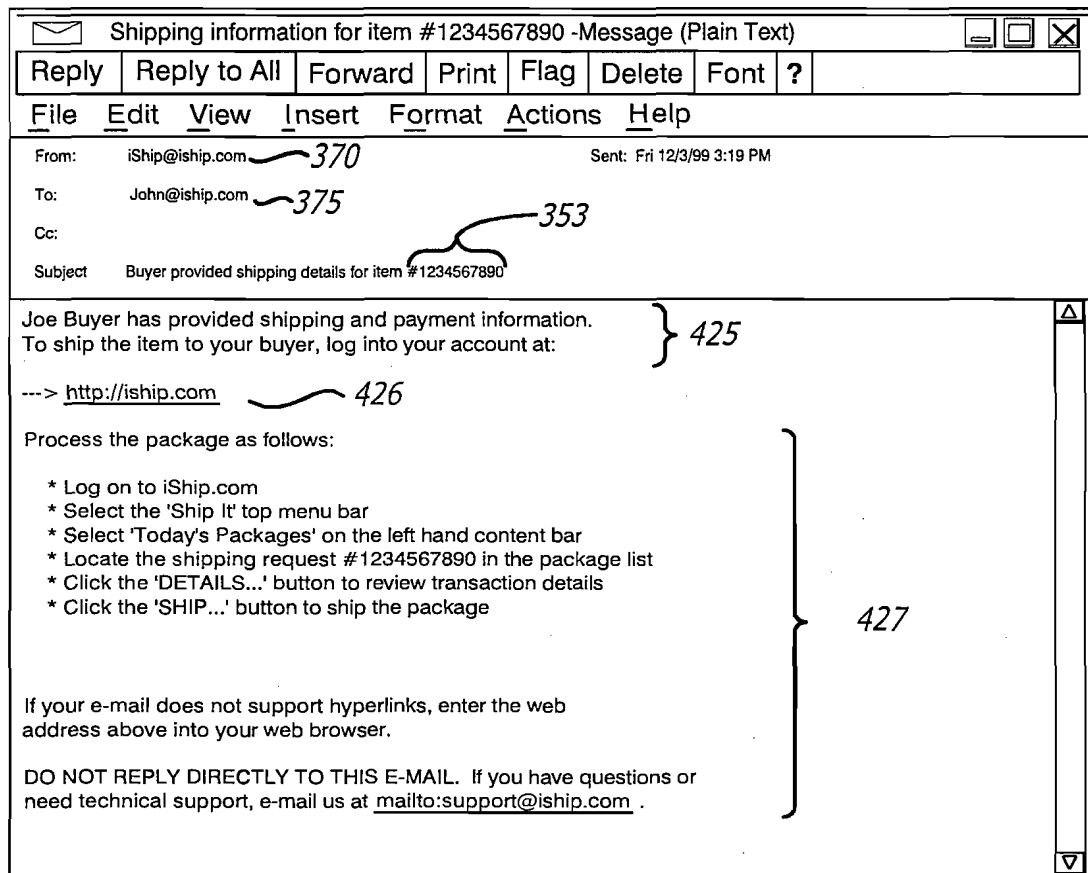 Shipping information for item #1234567890 -Message (Plain Text)
Reply Reply to All Forward Print Flag Delete Font ?
File Edit View Insert Format Actions Help
From: iShip@iship.com 370 Sent: Fri 12/3/99 3:19 PM
To: John@iship.com 375
353
Cc:
Subject Buyer provided shipping details for item #1234567890
Joe Buyer has provided shipping and payment information.
To ship the item to your buyer, log into your account at:
425
---> http://iship.com 426
Process the package as follows:
* Log on to iShip.com
* Select the 'Ship It' top menu bar
* Select 'Today's Packages' on the left hand content bar
* Locate the shipping request #1234567890 in the package list
* Click the 'DETAILS...' button to review transaction details
* Click the 'SHIP...' button to ship the package
427
If your e-mail does not support hyperlinks, enter the web
address above into your web browser.
DO NOT REPLY DIRECTLY TO THIS E-MAIL. If you have questions or
need technical support, e-mail us at mailto:support@iship.com .